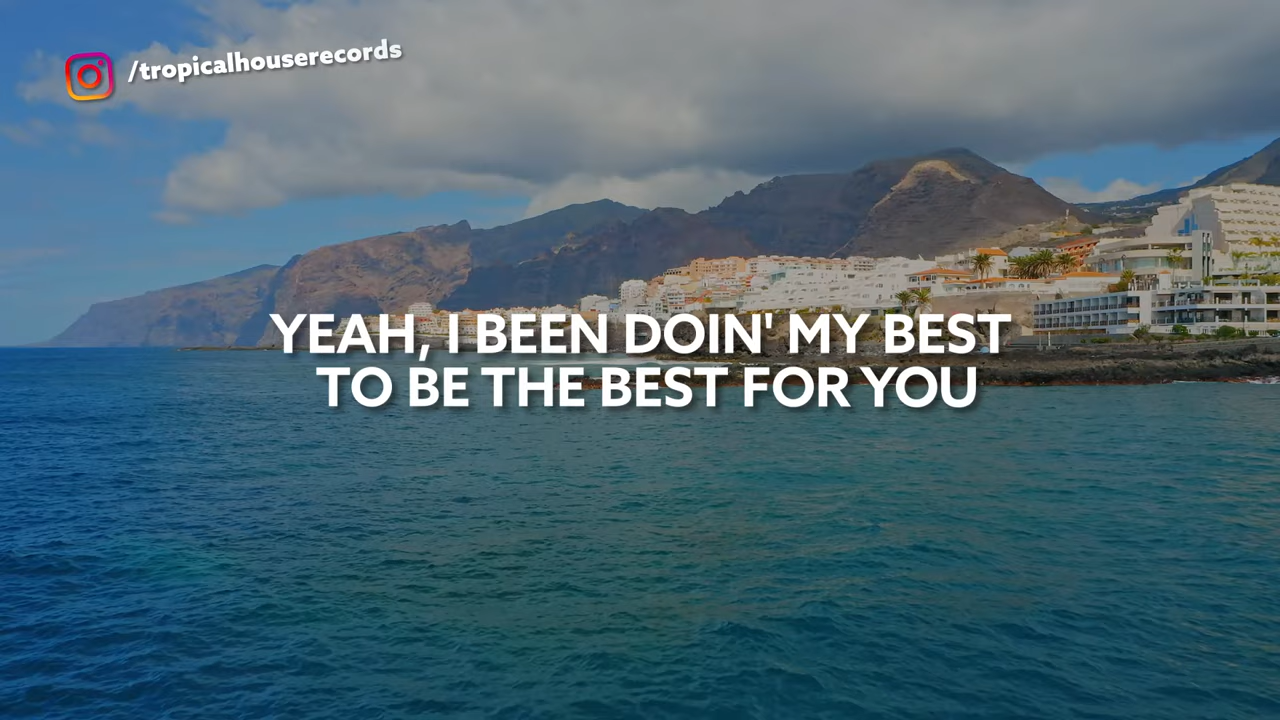 /tropicalhouserecords
YEAH, I BEEN DOIN' MY BEST
TO BE THE BEST FOR YOU